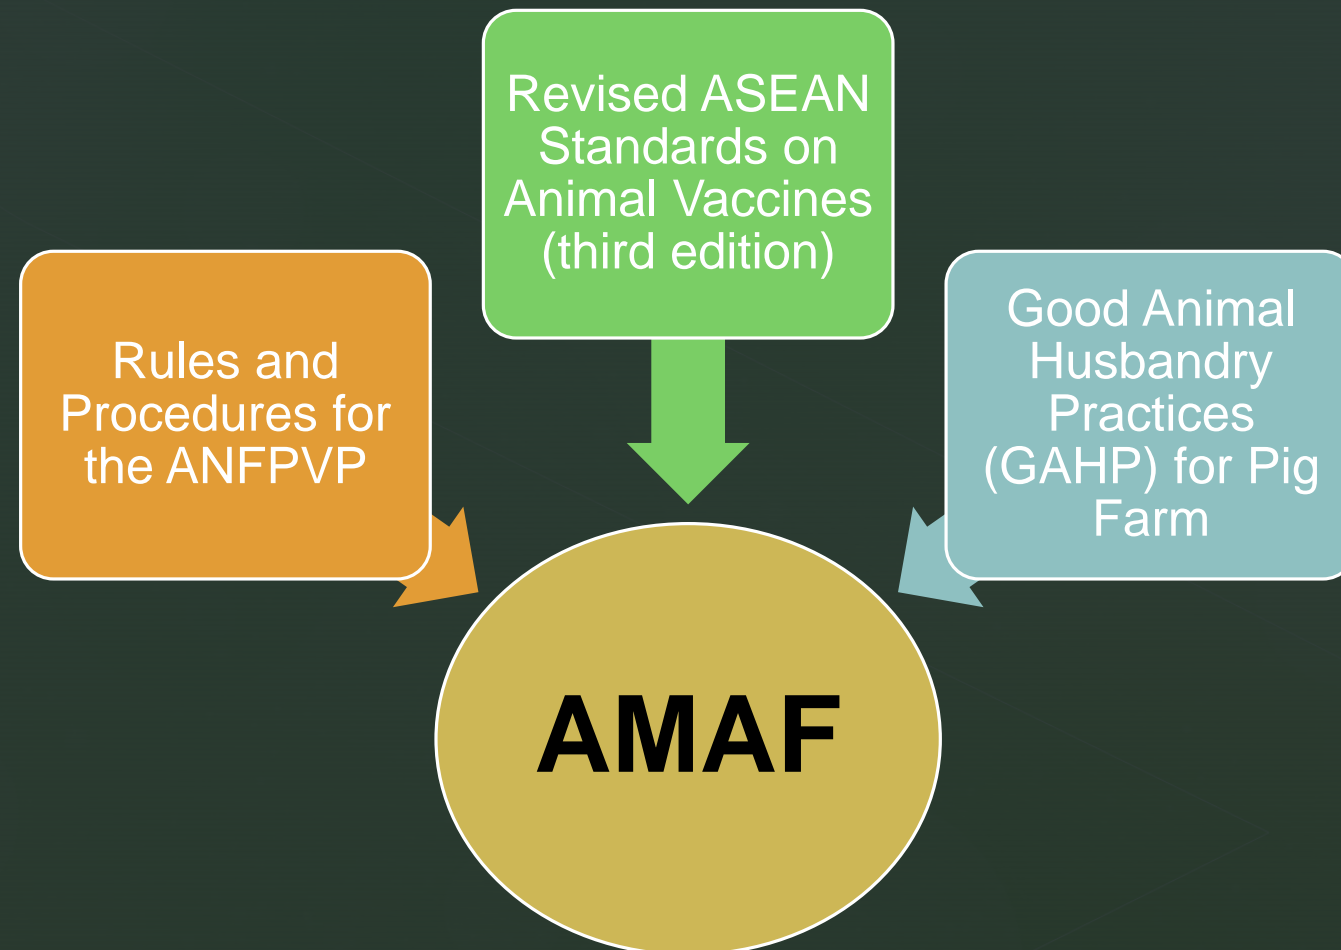 Rules and
Procedures for
the ANFPVP
Revised ASEAN
Standards on
Animal Vaccines
(third edition)
Good Animal
Husbandry
Practices
(GAHP) for Pig
Farm
AMAF